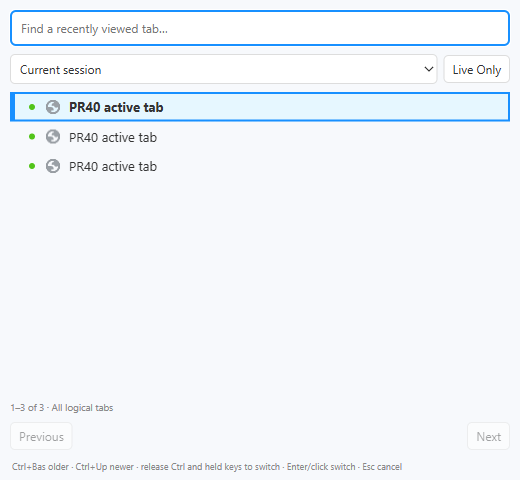 Find a recently viewed tab...
Current session
Live Only
PR40 active tab
PR40 active tab
PR40 active tab
1–3 of 3 · All logical tabs
Previous
Next
Ctrl+Bas older · Ctrl+Up newer · release Ctrl and held keys to switch · Enter/click switch · Esc cancel